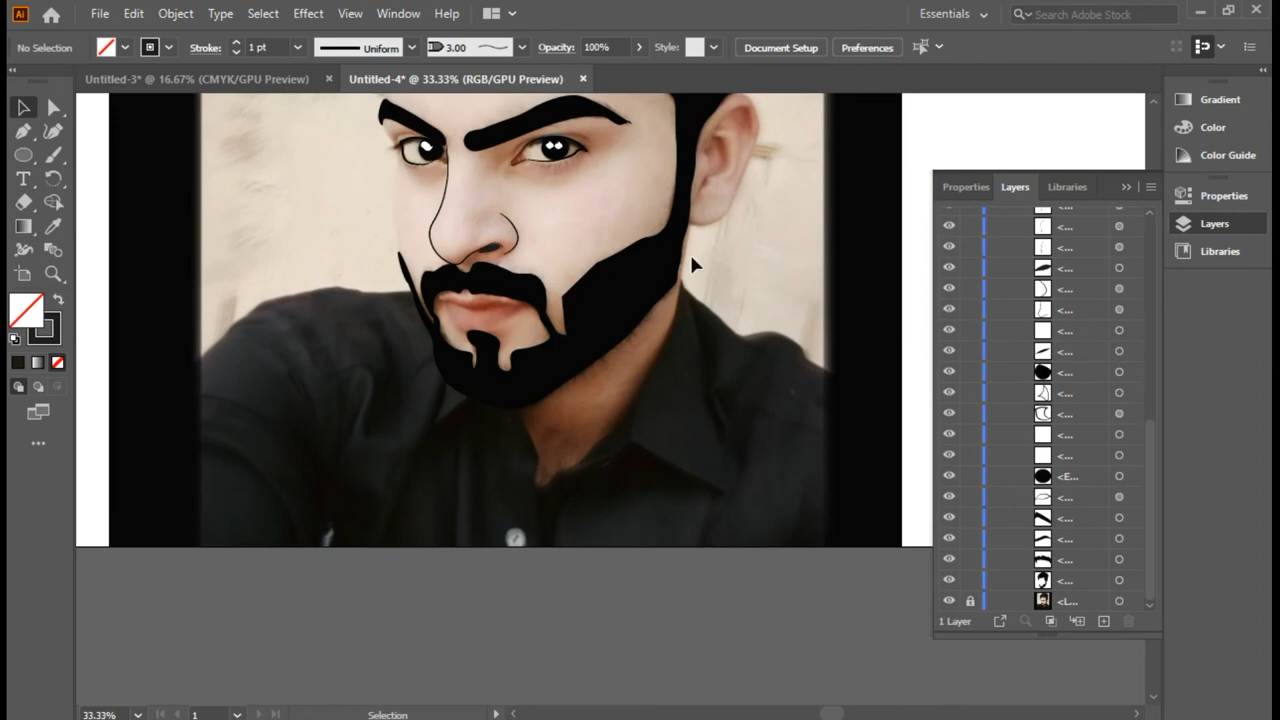 Ai File Edit Object Type Select Effect View Window Help Essentials Search Adobe Stock
No Selection Stroke: 1 pt Uniform 3.00 Opacity: 100% Style: Document Setup Preferences
Untitled-3* @ 16.67% (CMYK/GPU Preview) × Untitled-4* @ 33.33% (RGB/GPU Preview) ×
Gradient
Color
Color Guide
Properties
Layers
Libraries
Properties Layers Libraries
<...
<...
<...
<...
<...
<...
<...
<...
<...
<...
<...
<...
<...
<E...
<...
<...
<...
<...
<...
<L...
1 Layer
33.33% 1 Selection